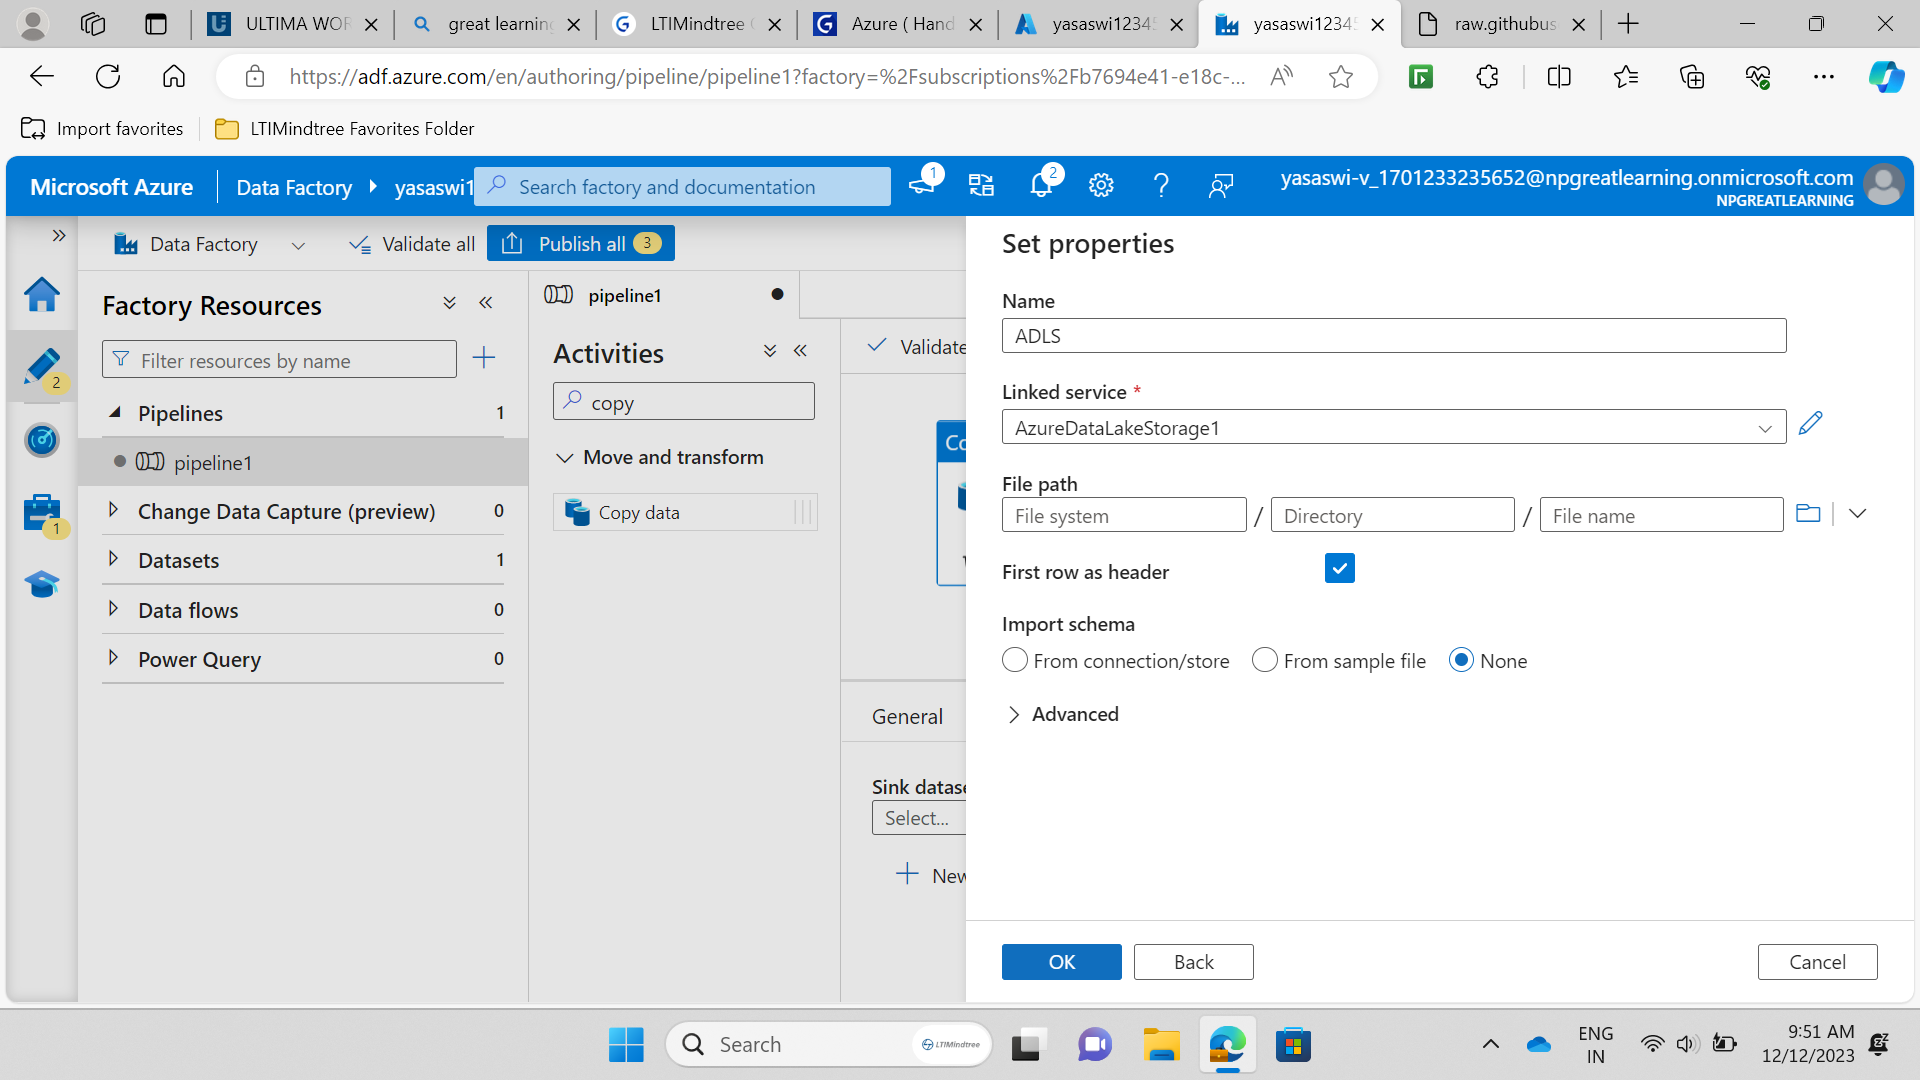 ULTIMA WOR
great learning
LTIMindtree
Azure ( Hand
yasaswi1234
yasaswi1234
raw.githubus
https://adf.azure.com/en/authoring/pipeline/pipeline1?factory=%2Fsubscriptions%2Fb7694e41-e18c-...
Import favorites
LTIMindtree Favorites Folder
Microsoft Azure
Data Factory
yasaswi1
Search factory and documentation
1
2
yasaswi-v_1701233235652@npgreatlearning.onmicrosoft.com
NPGREATLEARNING
Data Factory
Validate all
Publish all 3
Factory Resources
Filter resources by name
2
Pipelines 1
pipeline1
Change Data Capture (preview) 0
1
Datasets 1
Data flows 0
Power Query 0
pipeline1
Activities
copy
Move and transform
Copy data
Validate
Co
General
Sink datase
Select...
New
Set properties
Name
ADLS
Linked service *
AzureDataLakeStorage1
File path
File system / Directory / File name
First row as header
Import schema
From connection/store From sample file None
Advanced
OK Back Cancel
Search
LTIMindtree
ENG
IN
9:51 AM
12/12/2023